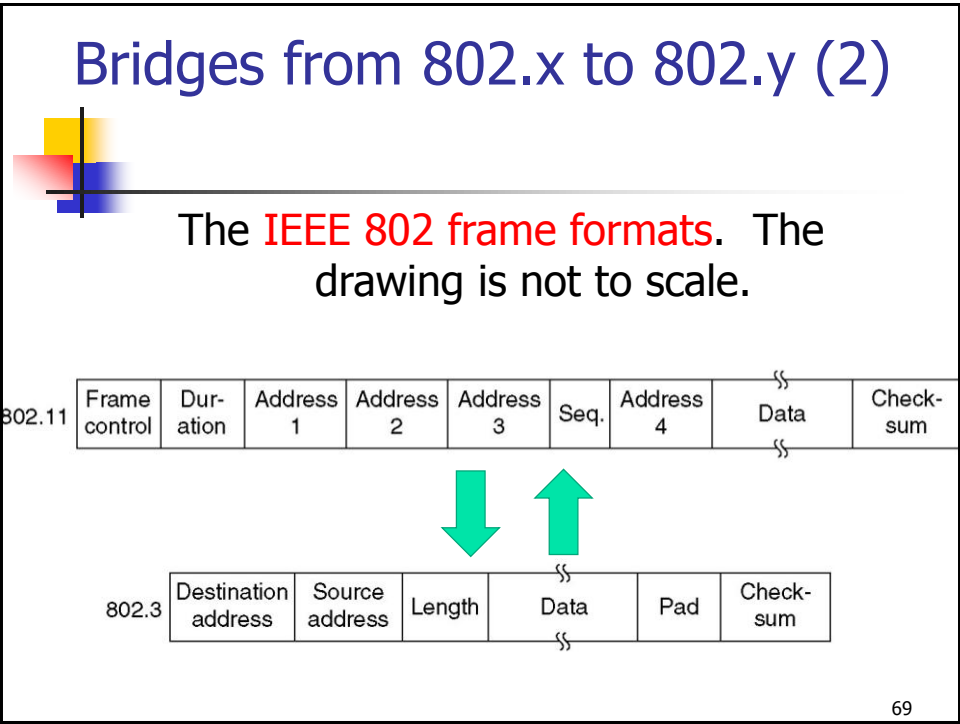 Bridges from 802.x to 802.y (2)
The IEEE 802 frame formats.  The
drawing is not to scale.
802.11
Frame
control
Dur-
ation
Address
1
Address
2
Address
3
Seq.
Address
4
Data
Check-
sum
802.3
Destination
address
Source
address
Length
Data
Pad
Check-
sum
69